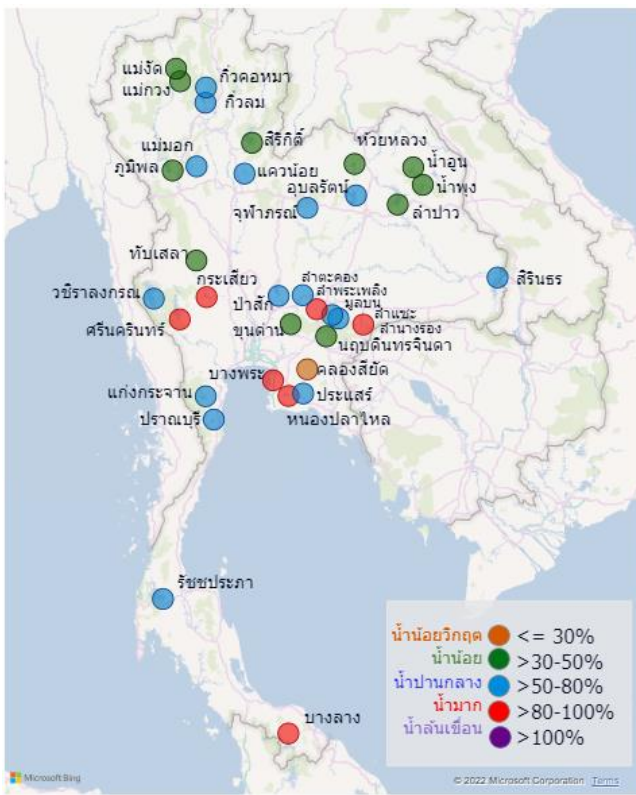 แม่งัด
กิ่วคอหมา
แม่กวง
กิ่วลม
สิริกิติ์
ห้วยหลวง
แม่มอก
น้ำอูน
ภูมิพล
แควน้อย
น้ำพุง
อุบลรัตน์
จุฬาภรณ์
ลำปาว
ทับเสลา
กระเสียว
ลำตะคอง
สิรินธร
วชิราลงกรณ
ป่าสัก
ลำพระเพลิง
มูลบน
ลำแซะ
ศรีนครินทร์
ขุนด่าน
ลำนางรอง
นฤบดินทรจินดา
บางพระ
คลองสียัด
แก่งกระจาน
ประแสร์
ปราณบุรี
หนองปลาไหล
รัชชประภา
บางลาง
น้ำน้อยวิกฤต <= 30%
น้ำน้อย >30-50%
น้ำปานกลาง >50-80%
น้ำมาก >80-100%
น้ำล้นเขื่อน >100%
Microsoft Bing
© 2022 Microsoft Corporation Terms